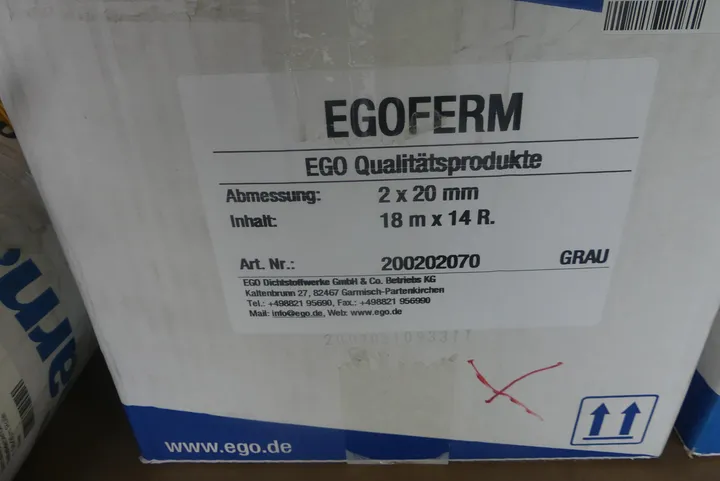 EGOFERM
EGO Qualitätsprodukte
Abmessung: 2 x 20 mm
Inhalt: 18 m x 14 R.
Art. Nr.: 200202070 GRAU
EGO Dichtstoffwerke GmbH & Co. Betriebs KG
Kaltenbrunn 27, 82467 Garmisch-Partenkirchen
Tel.: +498821 95690, Fax.: +498821 956990
Mail: info@ego.de, Web: www.ego.de
www.ego.de